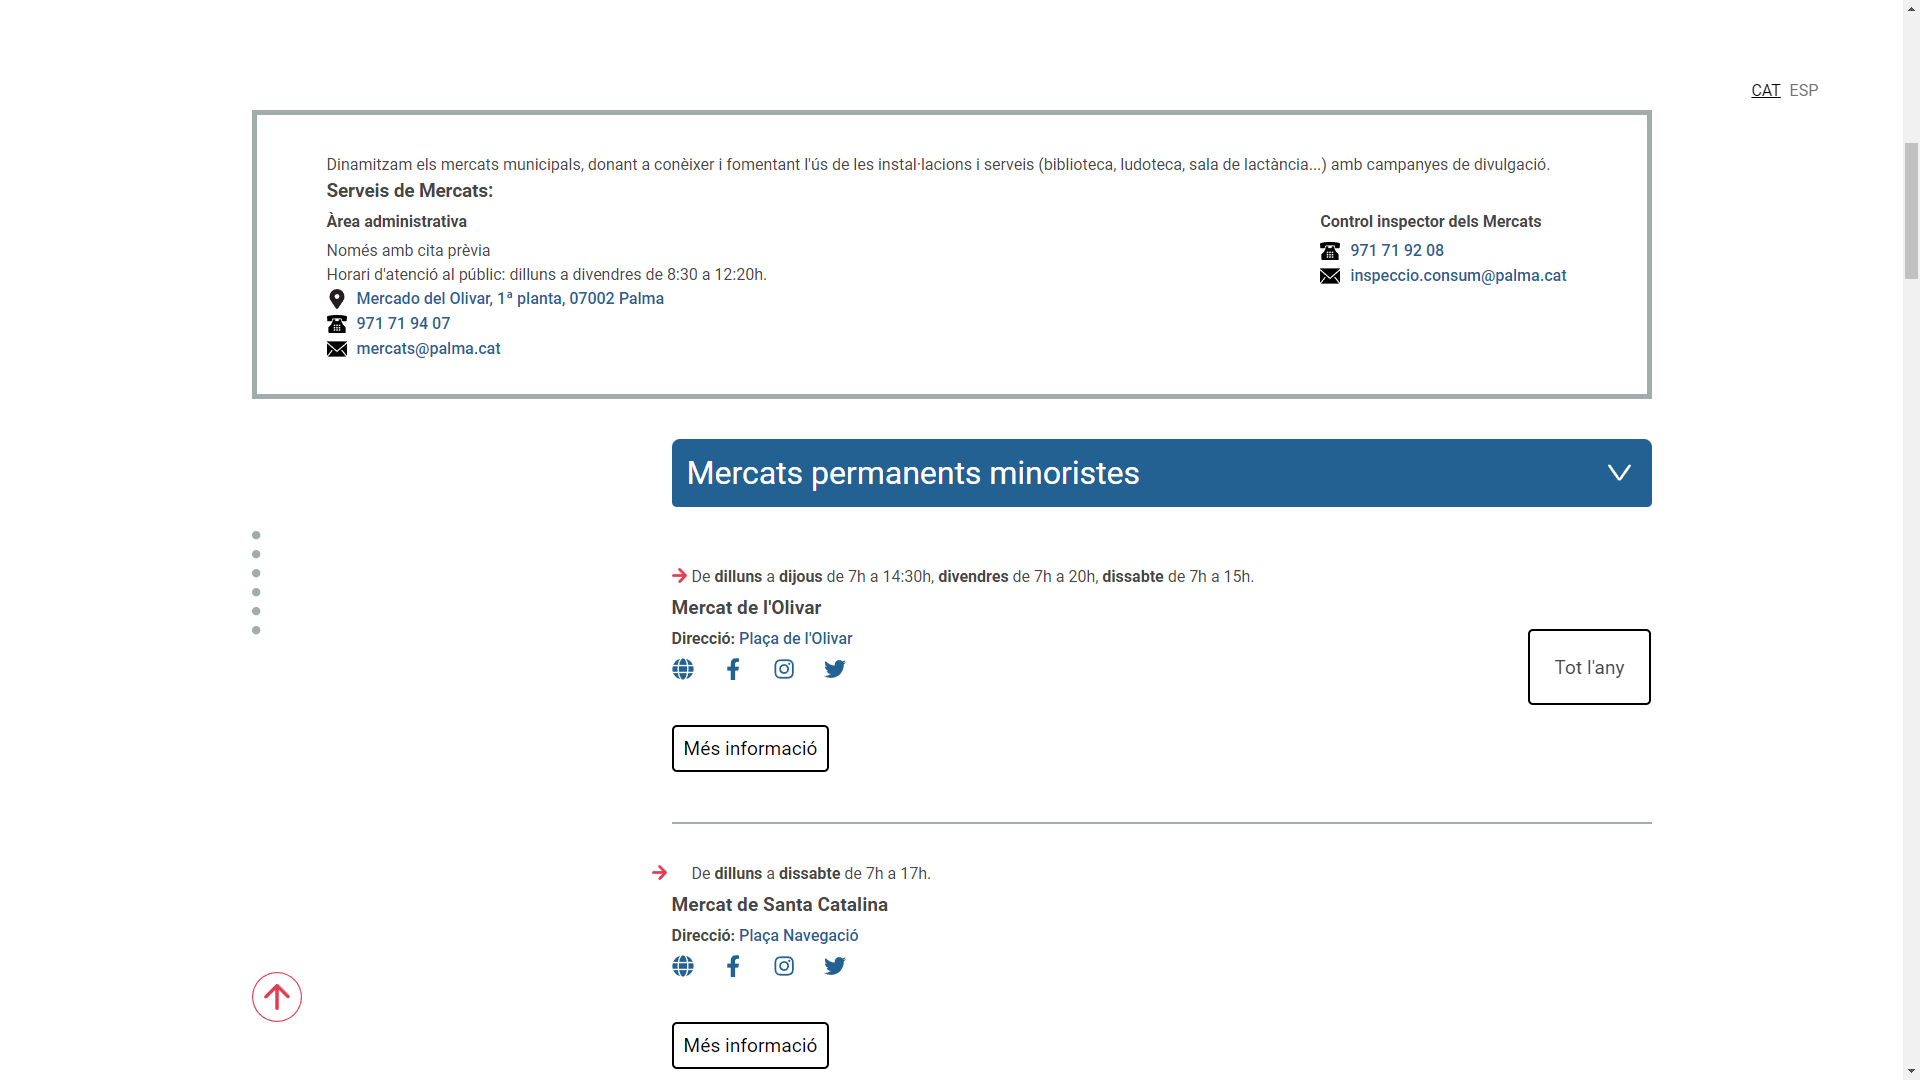 CAT ESP
Dinamitzam els mercats municipals, donant a conèixer i fomentant l'ús de les instal·lacions i serveis (biblioteca, ludoteca, sala de lactància...) amb campanyes de divulgació.
Serveis de Mercats:
Àrea administrativa
Només amb cita prèvia
Horari d'atenció al públic: dilluns a divendres de 8:30 a 12:20h.
Mercado del Olivar, 1ª planta, 07002 Palma
971 71 94 07
mercats@palma.cat
Control inspector dels Mercats
971 71 92 08
inspeccio.consum@palma.cat
Mercats permanents minoristes
De dilluns a dijous de 7h a 14:30h, divendres de 7h a 20h, dissabte de 7h a 15h.
Mercat de l'Olivar
Direcció: Plaça de l'Olivar
Tot l'any
Més informació
De dilluns a dissabte de 7h a 17h.
Mercat de Santa Catalina
Direcció: Plaça Navegació
Més informació